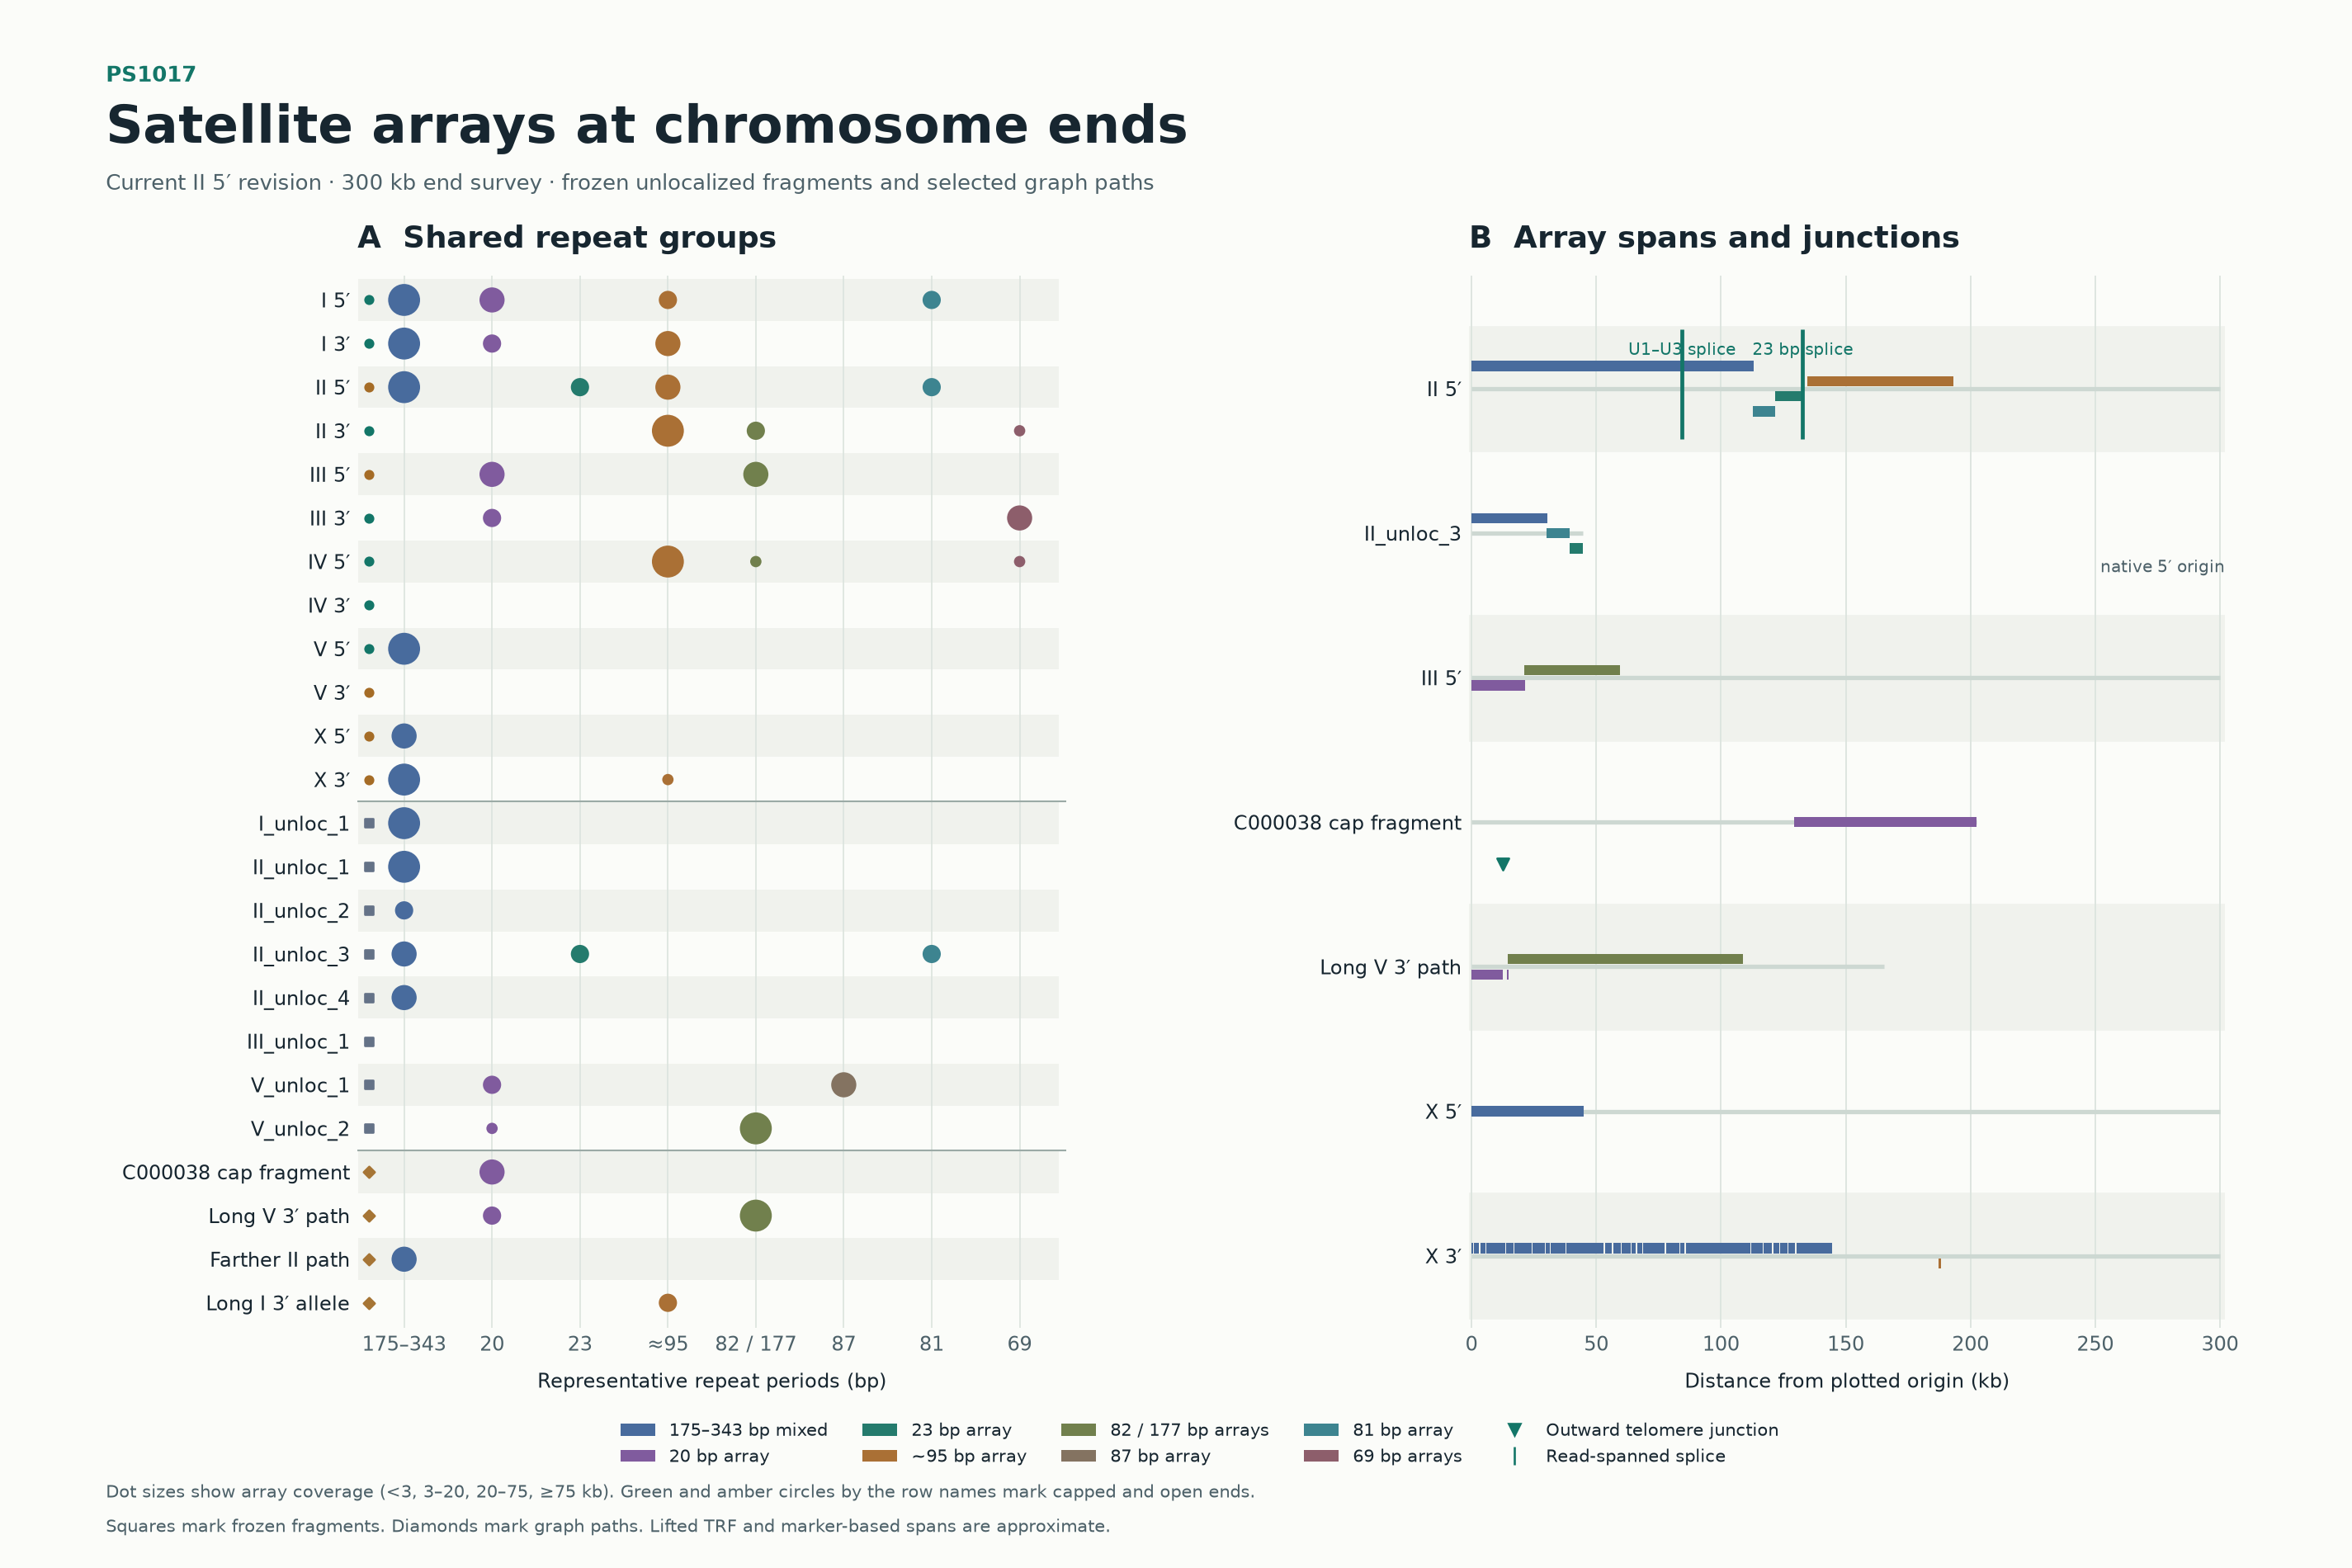 PS1017
Satellite arrays at chromosome ends
Current II 5′ revision · 300 kb end survey · frozen unlocalized fragments and selected graph paths
A Shared repeat groups
I 5′
I 3′
II 5′
II 3′
III 5′
III 3′
IV 5′
IV 3′
V 5′
V 3′
X 5′
X 3′
I_unloc_1
II_unloc_1
II_unloc_2
II_unloc_3
II_unloc_4
III_unloc_1
V_unloc_1
V_unloc_2
C000038 cap fragment
Long V 3′ path
Farther II path
Long I 3′ allele
175–343 20 23 ≈95 82 / 177 87 81 69
Representative repeat periods (bp)
B Array spans and junctions
U1–U3 splice 23 bp splice
II 5′
II_unloc_3
native 5′ origin
III 5′
C000038 cap fragment
Long V 3′ path
X 5′
X 3′
0 50 100 150 200 250 300
Distance from plotted origin (kb)
175–343 bp mixed 23 bp array 82 / 177 bp arrays 81 bp array Outward telomere junction
20 bp array ~95 bp array 87 bp array 69 bp arrays Read-spanned splice
Dot sizes show array coverage (<3, 3–20, 20–75, ≥75 kb). Green and amber circles by the row names mark capped and open ends.
Squares mark frozen fragments. Diamonds mark graph paths. Lifted TRF and marker-based spans are approximate.